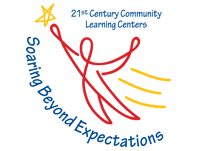 21st Century Community
Learning Centers
Soaring Beyond Expectations